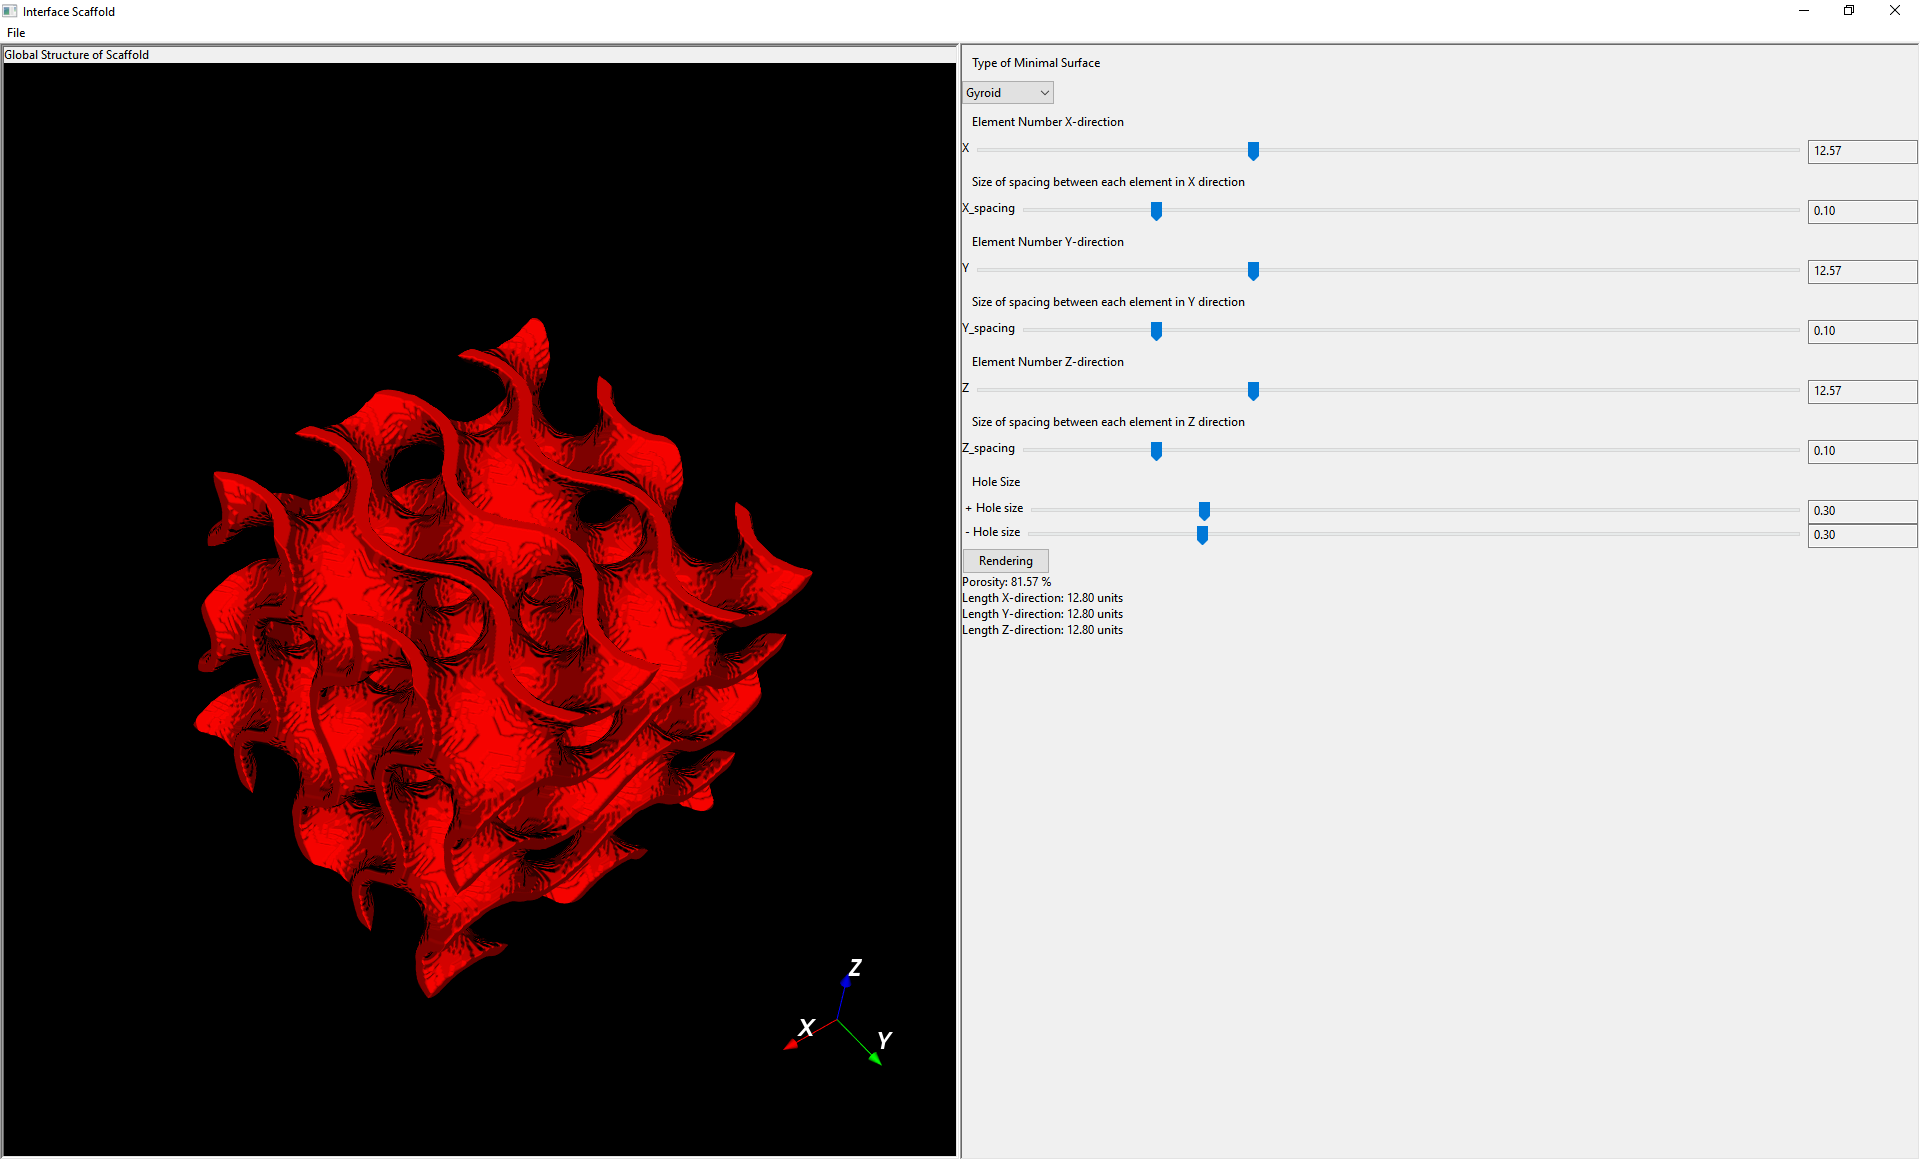 Interface Scaffold
File
Global Structure of Scaffold
Z
X
Y
Type of Minimal Surface
Gyroid
Element Number X-direction
X 12.57
Size of spacing between each element in X direction
X_spacing 0.10
Element Number Y-direction
Y 12.57
Size of spacing between each element in Y direction
Y_spacing 0.10
Element Number Z-direction
Z 12.57
Size of spacing between each element in Z direction
Z_spacing 0.10
Hole Size
+ Hole size 0.30
- Hole size 0.30
Rendering
Porosity: 81.57 %
Length X-direction: 12.80 units
Length Y-direction: 12.80 units
Length Z-direction: 12.80 units